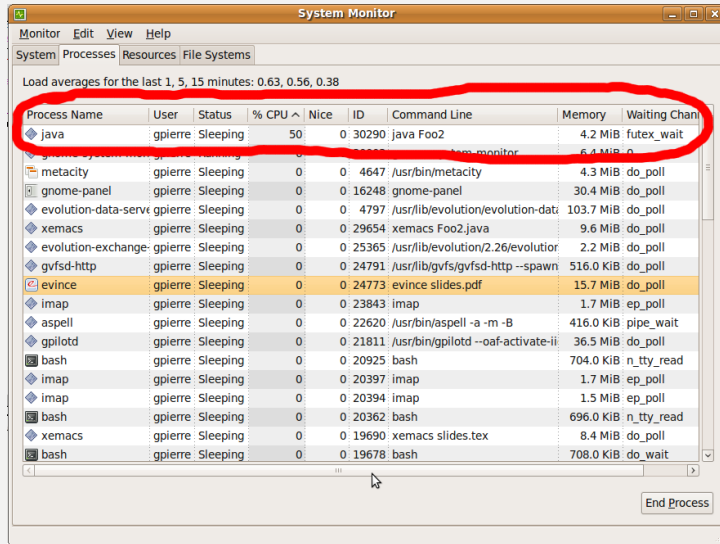 System Monitor
Monitor Edit View Help
System Processes Resources File Systems
Load averages for the last 1, 5, 15 minutes: 0.63, 0.56, 0.38
Process Name User Status % CPU Nice ID Command Line Memory Waiting Chann
java gpierre Sleeping 50 0 30290 java Foo2 4.2 MiB futex_wait
metacity gpierre Sleeping 0 0 4647 /usr/bin/metacity 4.3 MiB do_poll
gnome-panel gpierre Sleeping 0 0 16248 gnome-panel 30.4 MiB do_poll
evolution-data-serve gpierre Sleeping 0 0 4797 /usr/lib/evolution/evolution-data 103.7 MiB do_poll
xemacs gpierre Sleeping 0 0 29654 xemacs Foo2.java 9.6 MiB do_poll
evolution-exchange- gpierre Sleeping 0 0 25365 /usr/lib/evolution/2.26/evolution 2.2 MiB do_poll
gvfsd-http gpierre Sleeping 0 0 24791 /usr/lib/gvfs/gvfsd-http --spawn 516.0 KiB do_poll
evince gpierre Sleeping 0 0 24773 evince slides.pdf 15.7 MiB do_poll
imap gpierre Sleeping 0 0 23843 imap 1.7 MiB ep_poll
aspell gpierre Sleeping 0 0 22620 /usr/bin/aspell -a -m -B 416.0 KiB pipe_wait
gpilotd gpierre Sleeping 0 0 21811 /usr/bin/gpilotd --oaf-activate-ii 36.5 MiB do_poll
bash gpierre Sleeping 0 0 20925 bash 704.0 KiB n_tty_read
imap gpierre Sleeping 0 0 20397 imap 1.7 MiB ep_poll
imap gpierre Sleeping 0 0 20394 imap 1.5 MiB ep_poll
bash gpierre Sleeping 0 0 20362 bash 696.0 KiB n_tty_read
xemacs gpierre Sleeping 0 0 19690 xemacs slides.tex 8.4 MiB do_poll
bash gpierre Sleeping 0 0 19678 bash 708.0 KiB do_wait
End Process